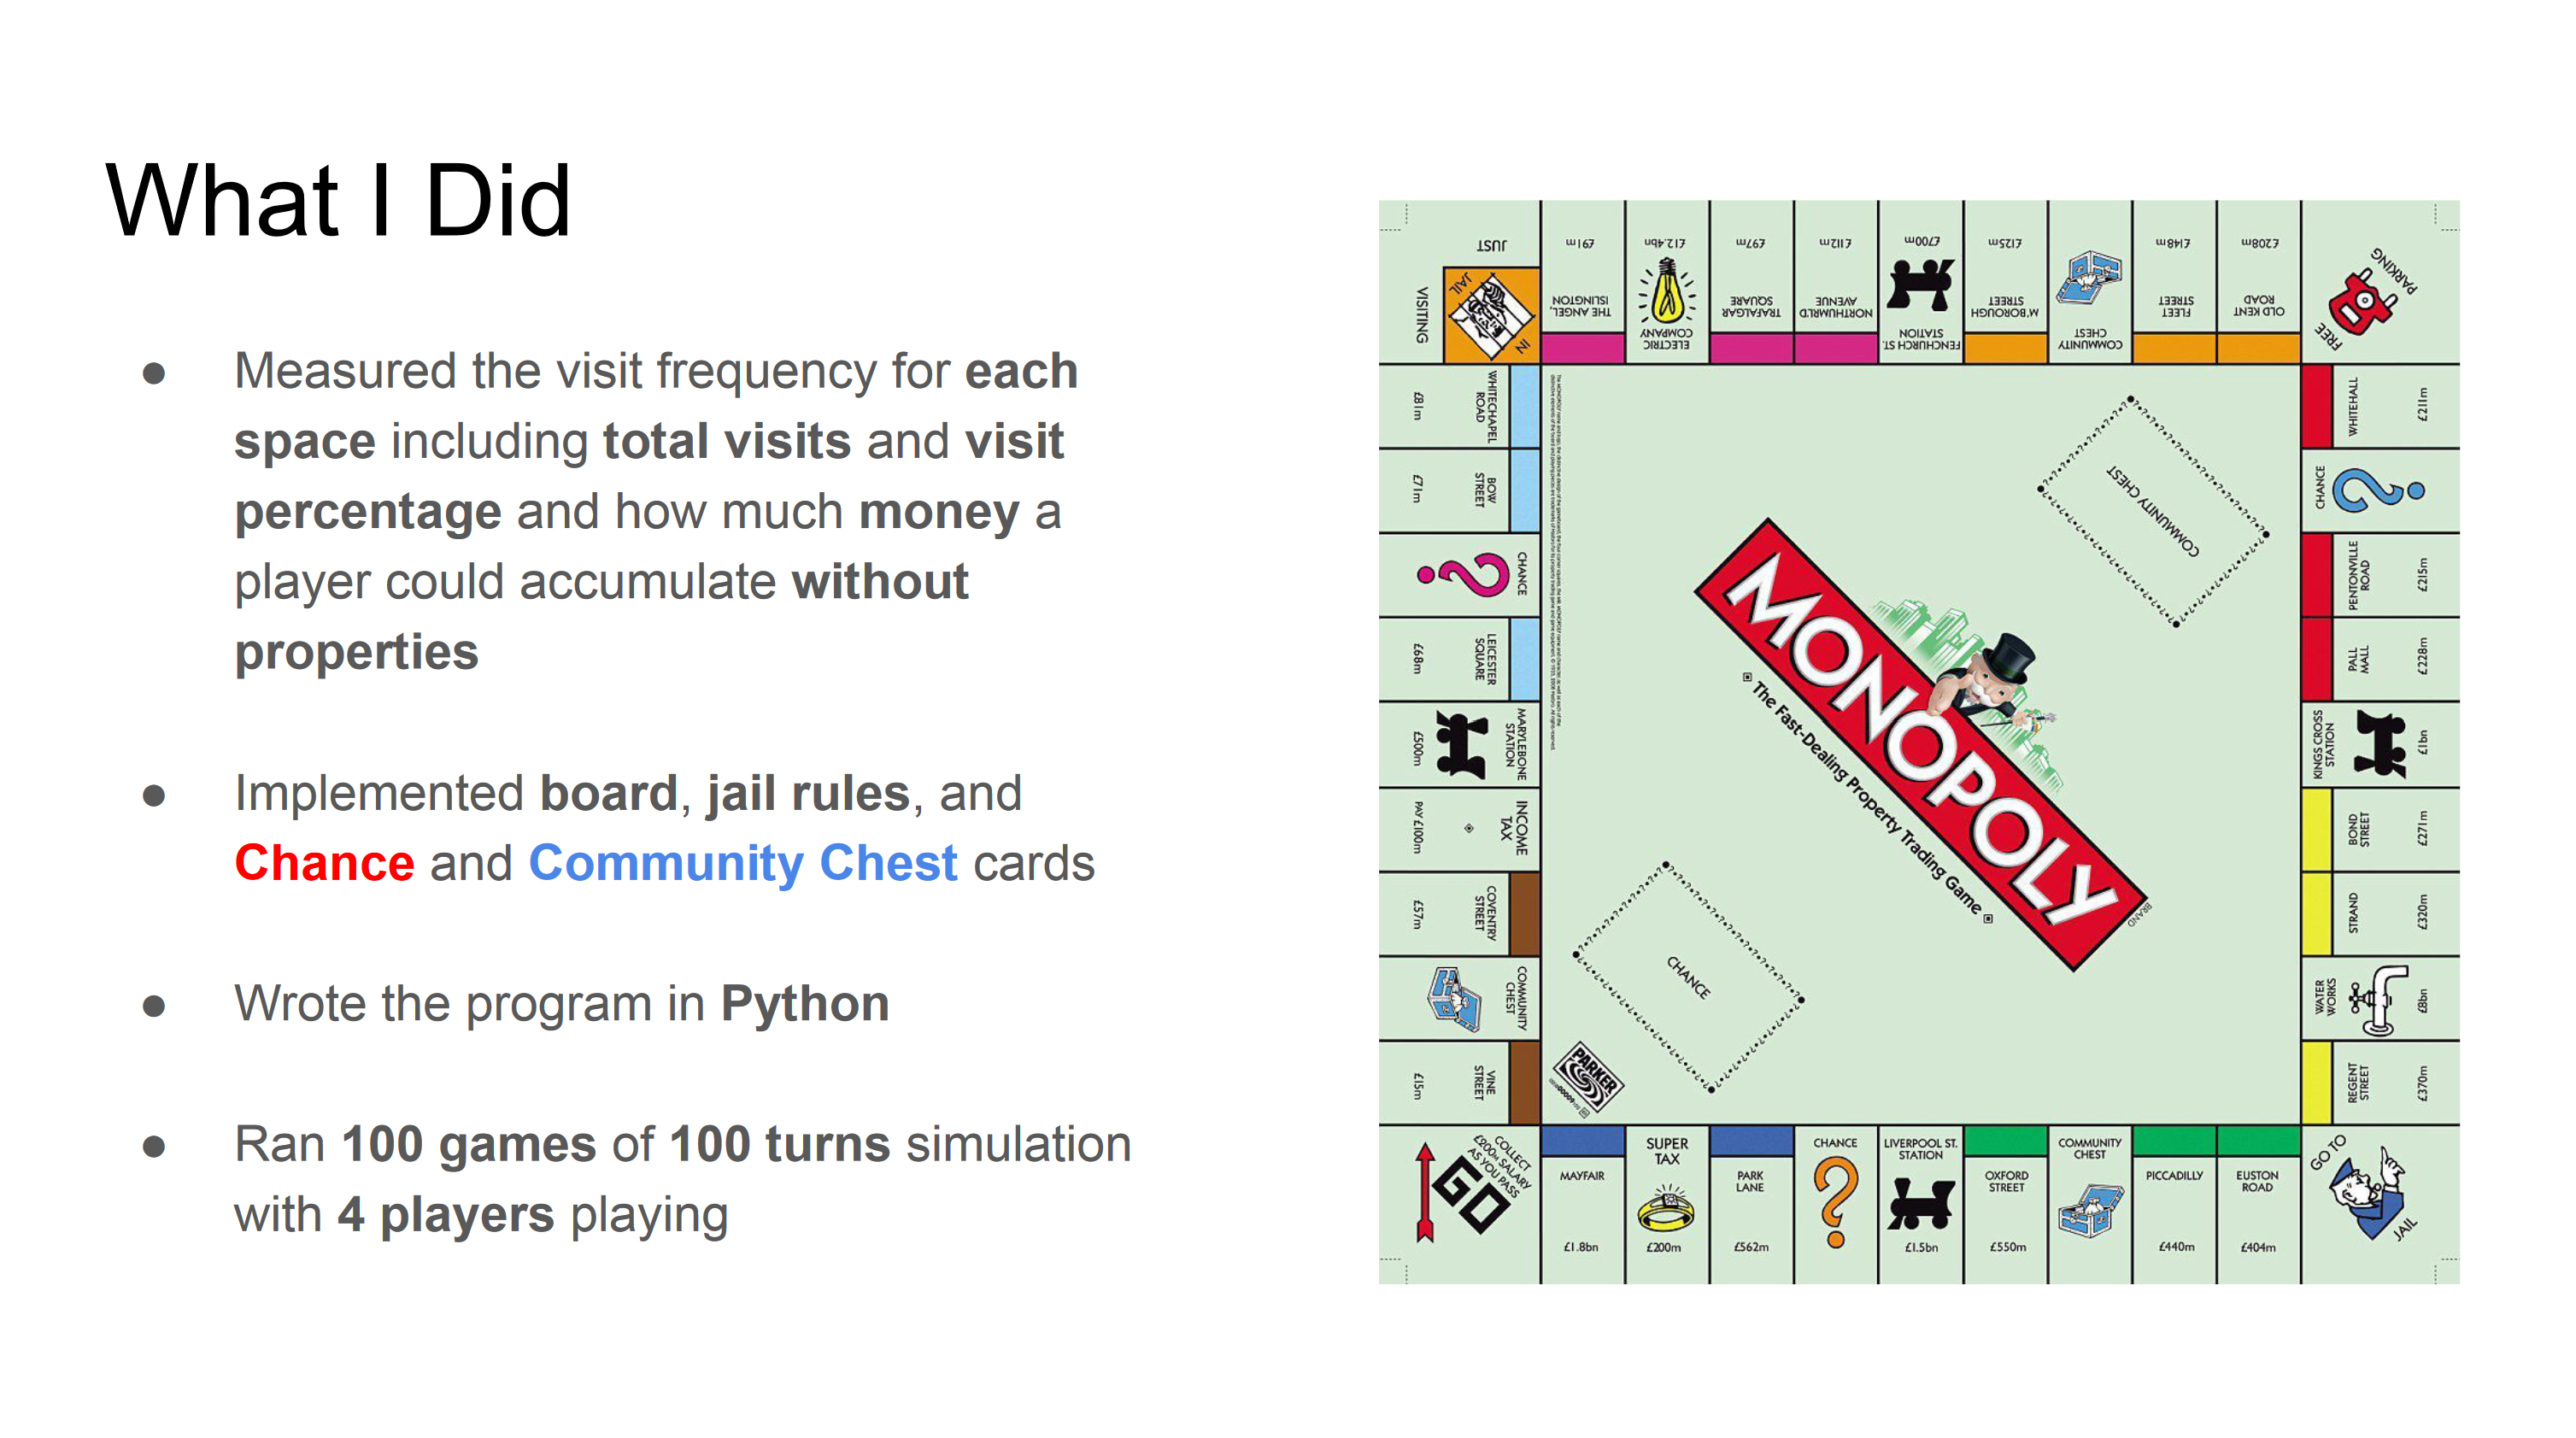 What I Did
● Measured the visit frequency for each
space including total visits and visit
percentage and how much money a
player could accumulate without
properties
● Implemented board, jail rules, and
Chance and Community Chest cards
● Wrote the program in Python
● Ran 100 games of 100 turns simulation
with 4 players playing
JUST
VISITING
IN
JAIL
£91m
THE ANGEL,
ISLINGTON
£12.4bn
ELECTRIC
COMPANY
£97m
TRAFALGAR
SQUARE
£112m
NORTHUMRL'D
AVENUE
£700m
FENCHURCH ST.
STATION
£125m
M'BOROUGH
STREET
COMMUNITY
CHEST
£148m
FLEET
STREET
£208m
OLD KENT
ROAD
FREE
PARKING
WHITEHALL
£211m
CHANCE
PENTONVILLE
ROAD
£215m
PALL
MALL
£228m
KINGS CROSS
STATION
£1bn
BOND
STREET
£271m
STRAND
£320m
WATER
WORKS
£8bn
REGENT
STREET
£370m
GO TO
JAIL
EUSTON
ROAD
£404m
PICCADILLY
£440m
COMMUNITY
CHEST
OXFORD
STREET
£550m
LIVERPOOL ST.
STATION
£1.5bn
CHANCE
PARK
LANE
£562m
SUPER
TAX
£200m
MAYFAIR
£1.8bn
COLLECT
£200M SALARY
AS YOU PASS
GO
VINE
STREET
£15m
COMMUNITY
CHEST
COVENTRY
STREET
£57m
INCOME
TAX
PAY £100m
MARYLEBONE
STATION
£500m
LEICESTER
SQUARE
£68m
CHANCE
BOW
STREET
£71m
WHITECHAPEL
ROAD
£81m
COMMUNITY CHEST
MONOPOLY
BRAND
The Fast-Dealing Property Trading Game
CHANCE
PARKER